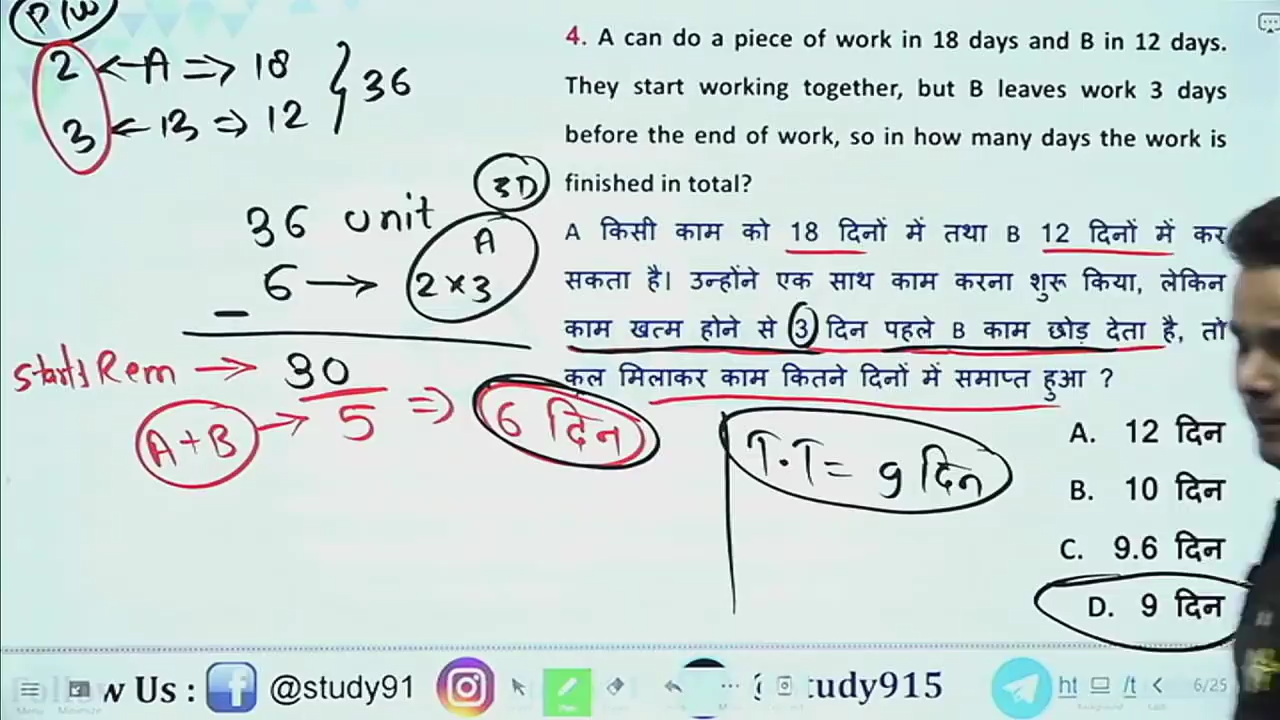 P/W
2 ← A => 18
3 ← B => 12
} 36
36 unit
3D
A
- 6 → 2×3
start's Rem → 30
A+B → 5 => 6 दिन
T.T = 9 दिन
4. A can do a piece of work in 18 days and B in 12 days.
They start working together, but B leaves work 3 days
before the end of work, so in how many days the work is
finished in total?
A किसी काम को 18 दिनों में तथा B 12 दिनों में कर
सकता है। उन्होंने एक साथ काम करना शुरू किया, लेकिन
काम खत्म होने से 3 दिन पहले B काम छोड़ देता है, तो
कुल मिलाकर काम कितने दिनों में समाप्त हुआ ?
A. 12 दिन
B. 10 दिन
C. 9.6 दिन
D. 9 दिन
w Us : @study91 tudy915
6/25